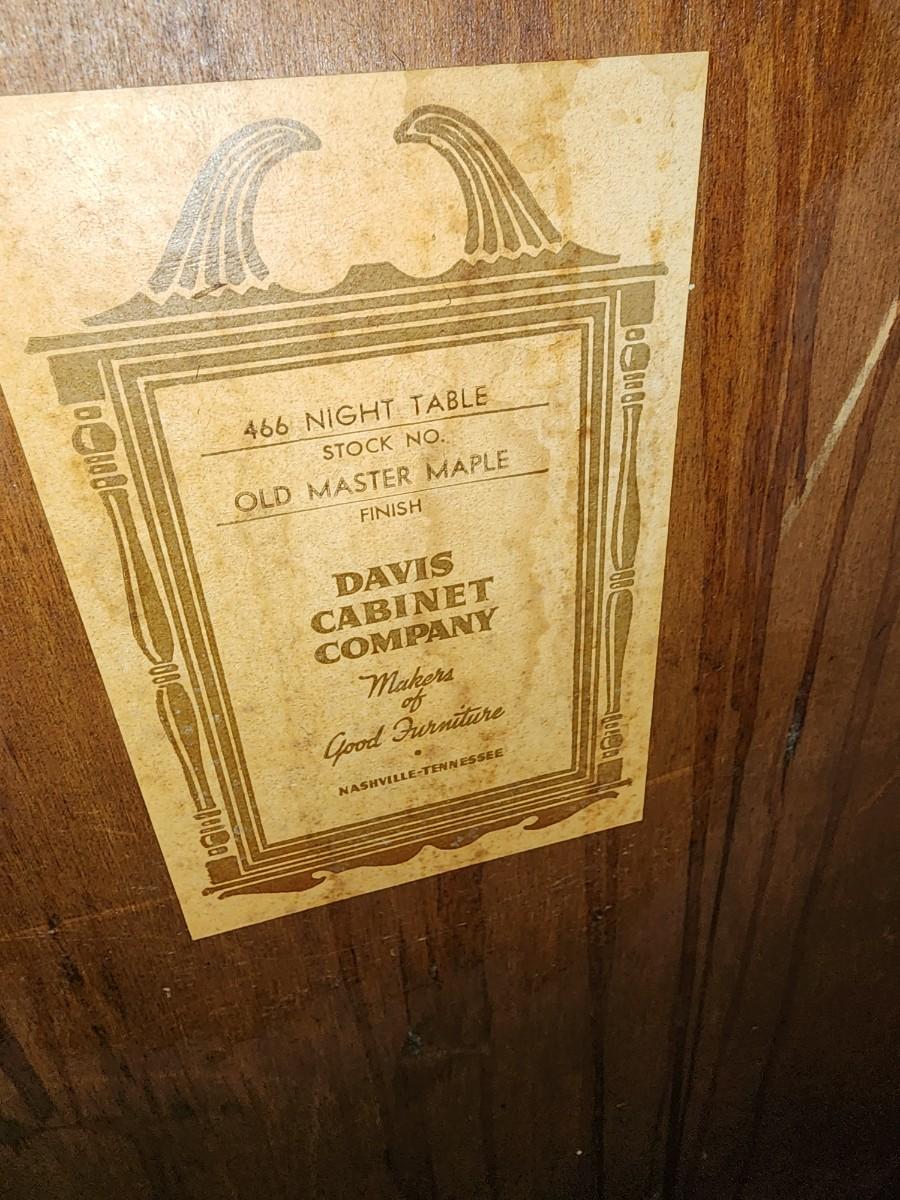 466 NIGHT TABLE
STOCK NO.
OLD MASTER MAPLE
FINISH
DAVIS
CABINET
COMPANY
Makers
of
Good Furniture
•
NASHVILLE-TENNESSEE